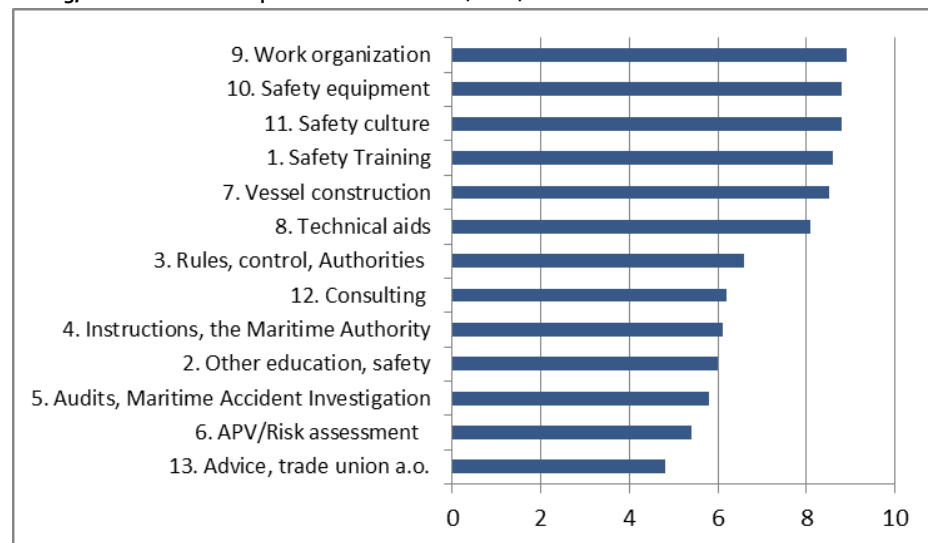 9. Work organization
10. Safety equipment
11. Safety culture
1. Safety Training
7. Vessel construction
8. Technical aids
3. Rules, control, Authorities
12. Consulting
4. Instructions, the Maritime Authority
2. Other education, safety
5. Audits, Maritime Accident Investigation
6. APV/Risk assessment
13. Advice, trade union a.o.
0 2 4 6 8 10